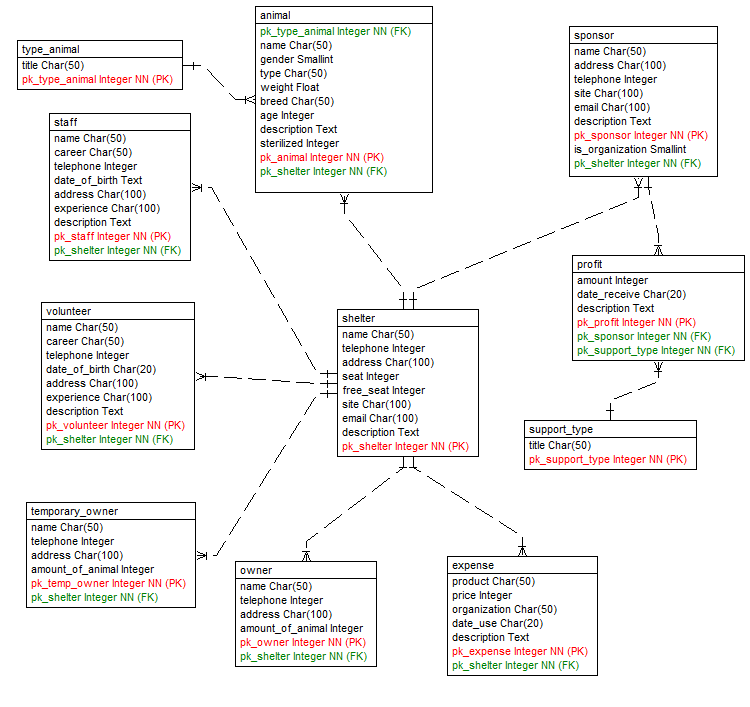 type_animal
title Char(50)
pk_type_animal Integer NN (PK)
animal
pk_type_animal Integer NN (FK)
name Char(50)
gender Smallint
type Char(50)
weight Float
breed Char(50)
age Integer
description Text
sterilized Integer
pk_animal Integer NN (PK)
pk_shelter Integer NN (FK)
sponsor
name Char(50)
address Char(100)
telephone Integer
site Char(100)
email Char(100)
description Text
pk_sponsor Integer NN (PK)
is_organization Smallint
pk_shelter Integer NN (FK)
staff
name Char(50)
career Char(50)
telephone Integer
date_of_birth Text
address Char(100)
experience Char(100)
description Text
pk_staff Integer NN (PK)
pk_shelter Integer NN (FK)
profit
amount Integer
date_receive Char(20)
description Text
pk_profit Integer NN (PK)
pk_sponsor Integer NN (FK)
pk_support_type Integer NN (FK)
volunteer
name Char(50)
career Char(50)
telephone Integer
date_of_birth Char(20)
address Char(100)
experience Char(100)
description Text
pk_volunteer Integer NN (PK)
pk_shelter Integer NN (FK)
shelter
name Char(50)
telephone Integer
address Char(100)
seat Integer
free_seat Integer
site Char(100)
email Char(100)
description Text
pk_shelter Integer NN (PK)
support_type
title Char(50)
pk_support_type Integer NN (PK)
temporary_owner
name Char(50)
telephone Integer
address Char(100)
amount_of_animal Integer
pk_temp_owner Integer NN (PK)
pk_shelter Integer NN (FK)
owner
name Char(50)
telephone Integer
address Char(100)
amount_of_animal Integer
pk_owner Integer NN (PK)
pk_shelter Integer NN (FK)
expense
product Char(50)
price Integer
organization Char(50)
date_use Char(20)
description Text
pk_expense Integer NN (PK)
pk_shelter Integer NN (FK)